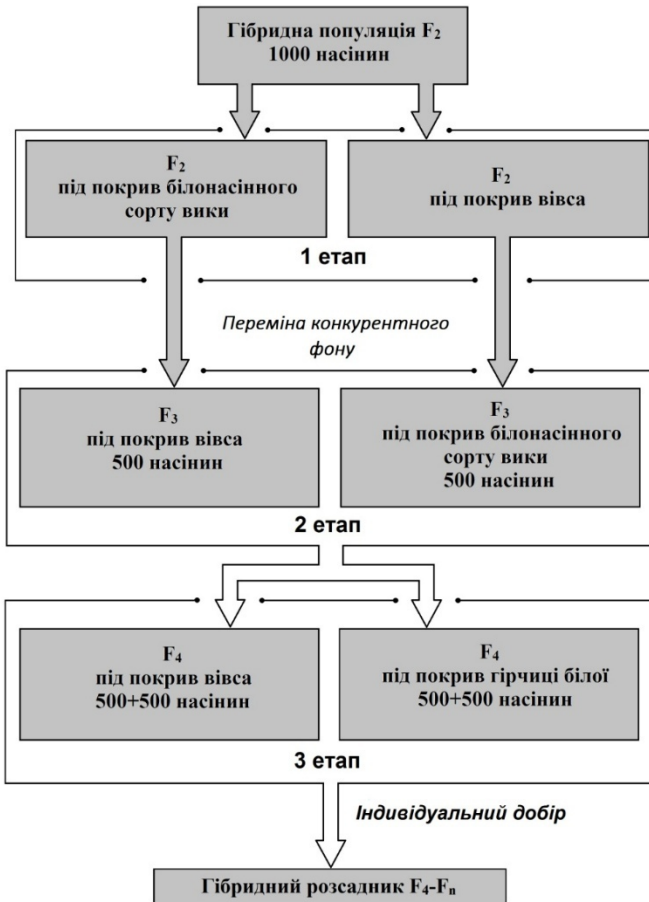 Гібридна популяція F₂
1000 насінин
F₂
під покрив білонасінного
сорту вики
F₂
під покрив вівса
1 етап
Переміна конкурентного
фону
F₃
під покрив вівса
500 насінин
F₃
під покрив білонасінного
сорту вики
500 насінин
2 етап
F₄
під покрив вівса
500+500 насінин
F₄
під покрив гірчиці білої
500+500 насінин
3 етап
Індивідуальний добір
Гібридний розсадник F₄-Fₙ